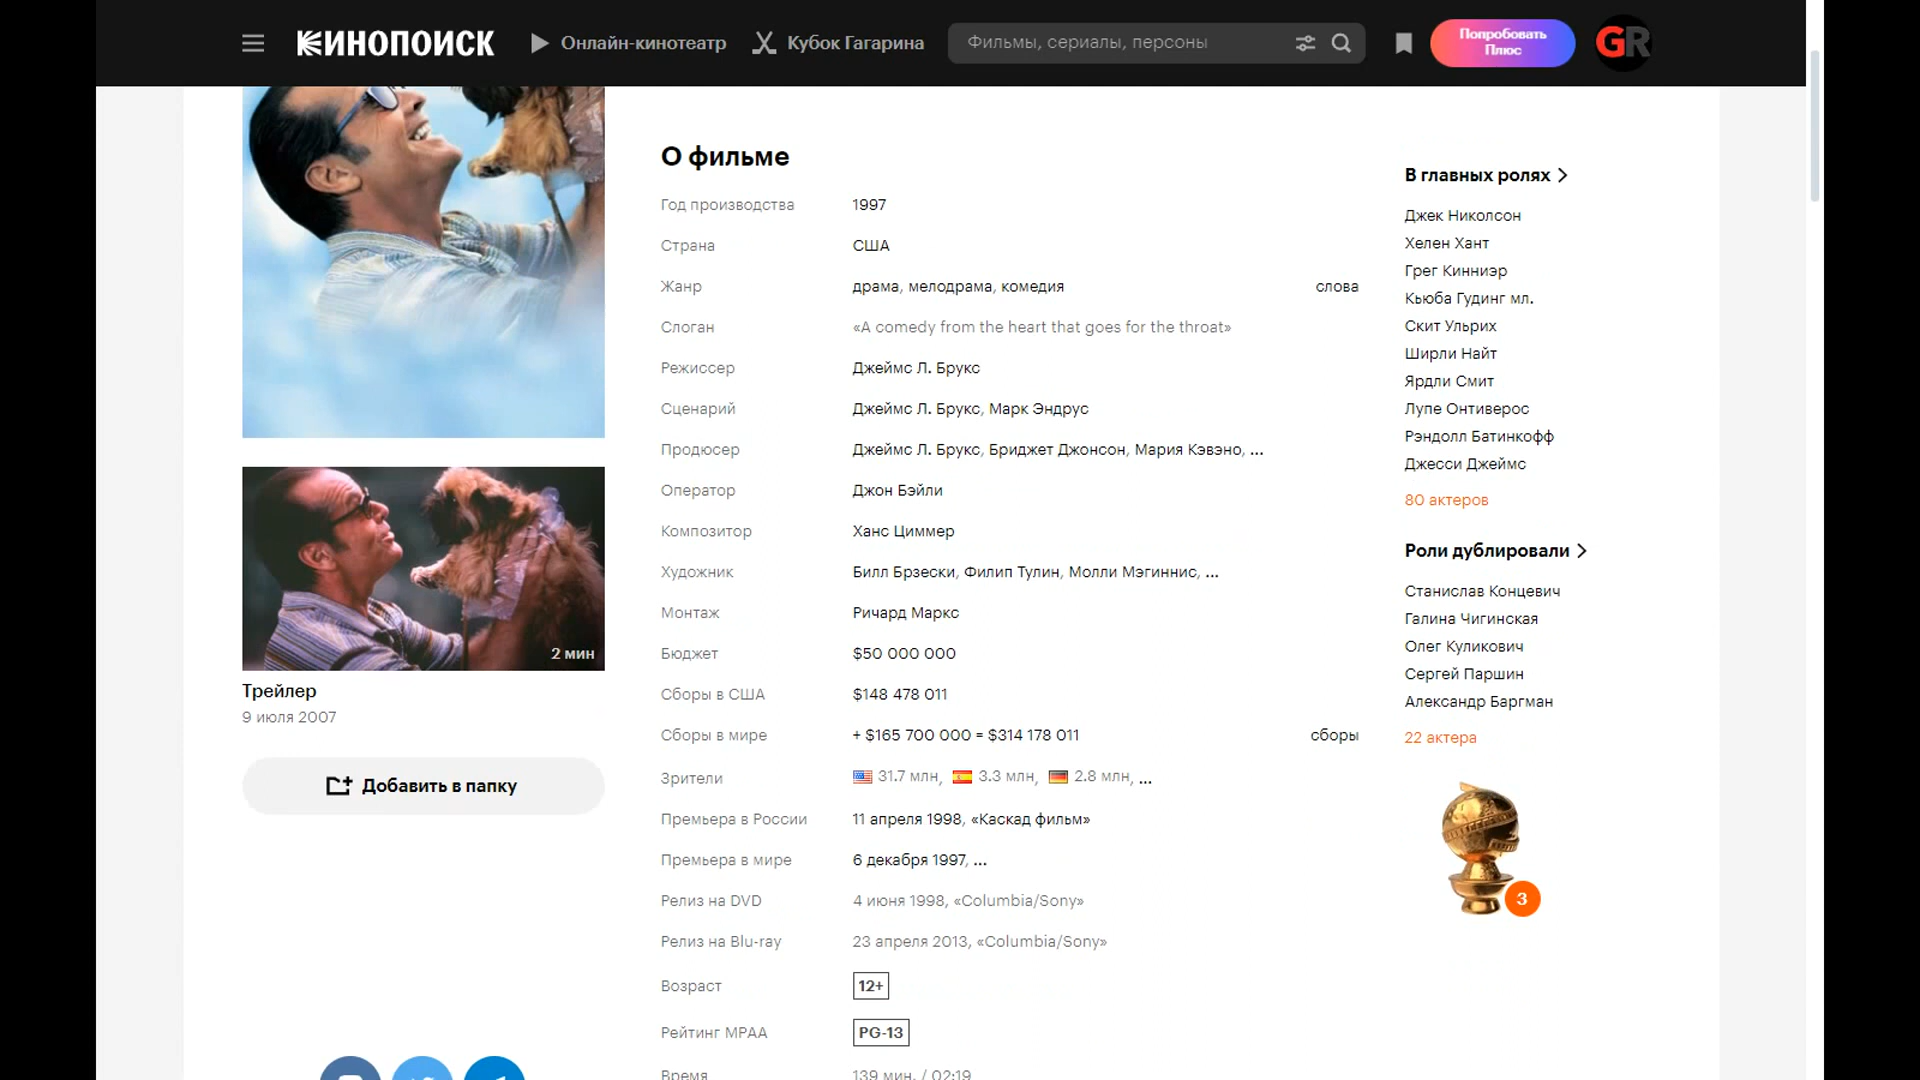 КИНОПОИСК
Онлайн-кинотеатр
Кубок Гагарина
Фильмы, сериалы, персоны
Попробовать
Плюс
GR
О фильме
Год производства 1997
Страна США
Жанр драма, мелодрама, комедия слова
Слоган «A comedy from the heart that goes for the throat»
Режиссер Джеймс Л. Брукс
Сценарий Джеймс Л. Брукс, Марк Эндрус
Продюсер Джеймс Л. Брукс, Бриджет Джонсон, Мария Кэвэно, ...
Оператор Джон Бэйли
Композитор Ханс Циммер
Художник Билл Брзески, Филип Тулин, Молли Мэгиннис, ...
Монтаж Ричард Маркс
Бюджет $50 000 000
Сборы в США $148 478 011
Сборы в мире + $165 700 000 = $314 178 011 сборы
Зрители 31.7 млн, 3.3 млн, 2.8 млн, ...
Премьера в России 11 апреля 1998, «Каскад фильм»
Премьера в мире 6 декабря 1997, ...
Релиз на DVD 4 июня 1998, «Columbia/Sony»
Релиз на Blu-ray 23 апреля 2013, «Columbia/Sony»
Возраст 12+
Рейтинг MPAA PG-13
Время 139 мин. / 02:19
2 мин
Трейлер
9 июля 2007
Добавить в папку
В главных ролях
Джек Николсон
Хелен Хант
Грег Кинниэр
Кьюба Гудинг мл.
Скит Ульрих
Ширли Найт
Ярдли Смит
Лупе Онтиверос
Рэндолл Батинкофф
Джесси Джеймс
80 актеров
Роли дублировали
Станислав Концевич
Галина Чигинская
Олег Куликович
Сергей Паршин
Александр Баргман
22 актера
3